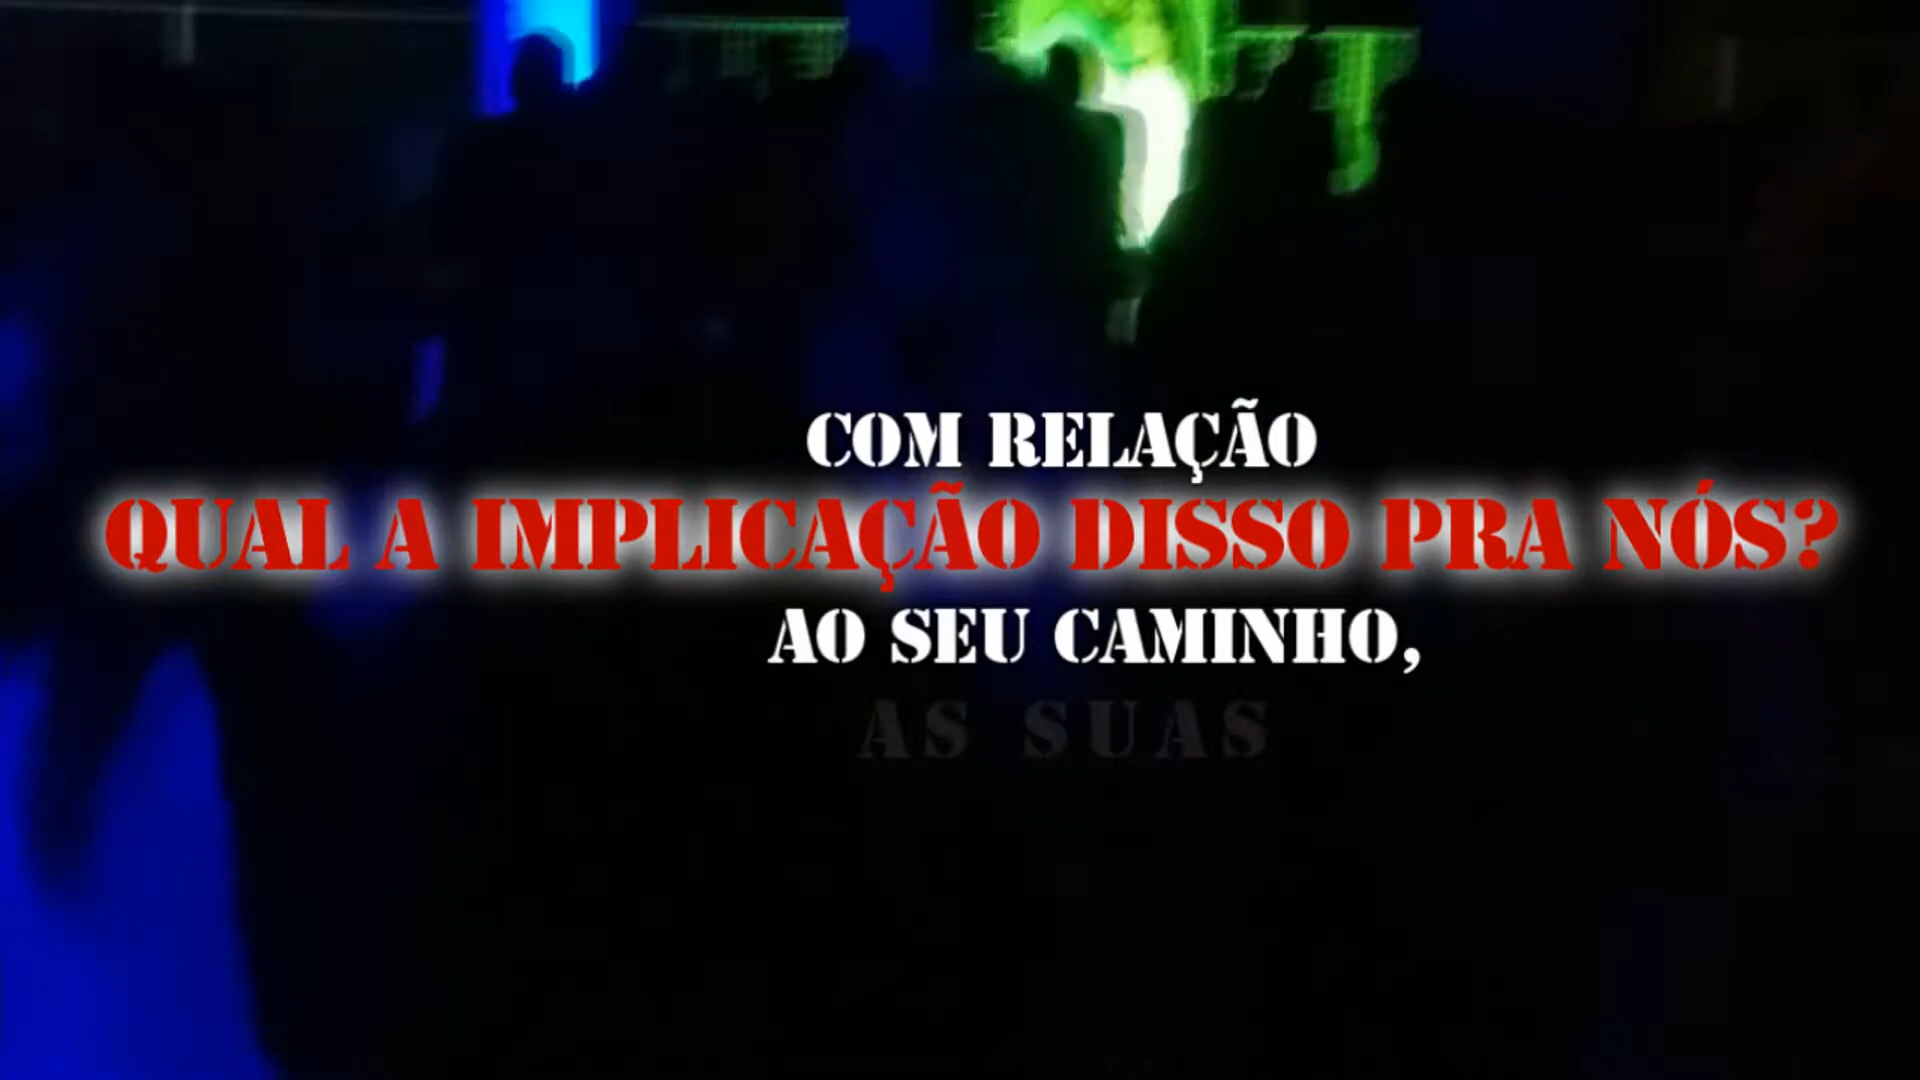 COM RELAÇÃO
QUAL A IMPLICAÇÃO DISSO PRA NÓS?
AO SEU CAMINHO,
AS SUAS